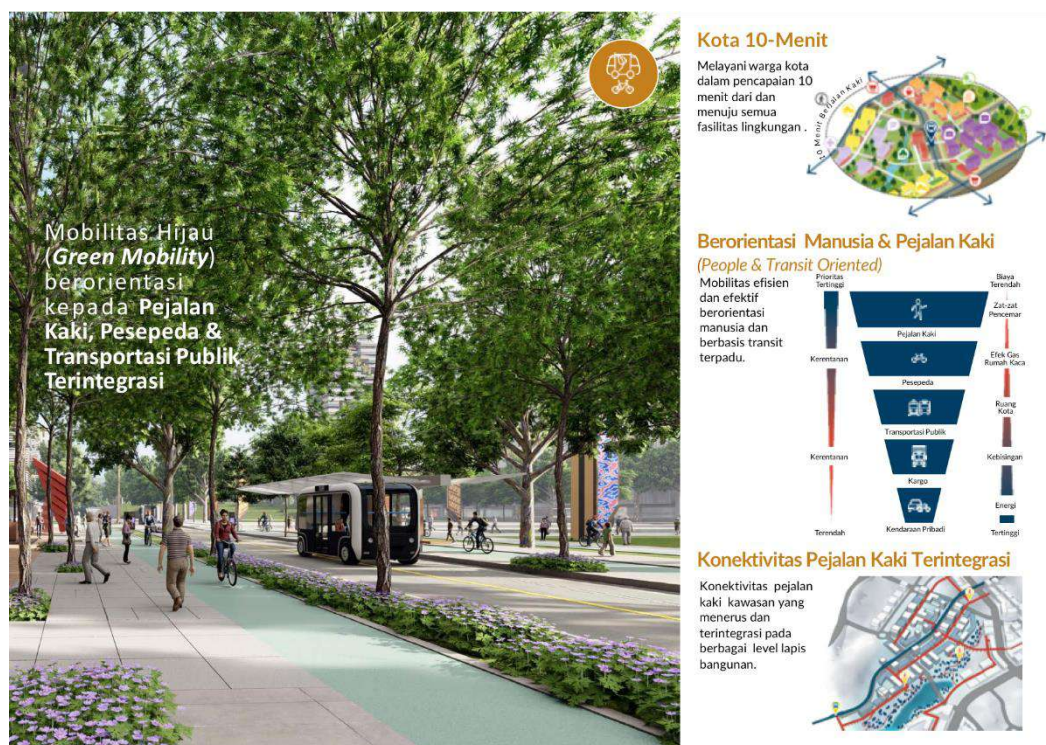 Mobilitas Hijau
(Green Mobility)
berorientasi
kepada Pejalan
Kaki, Pesepeda &
Transportasi Publik
Terintegrasi
Kota 10-Menit
Melayani warga kota
dalam pencapaian 10
menit dari dan
menuju semua
fasilitas lingkungan .
10 Menit Berjalan Kaki
Berorientasi Manusia & Pejalan Kaki
(People & Transit Oriented)
Mobilitas efisien
dan efektif
berorientasi
manusia dan
berbasis transit
terpadu.
Prioritas
Tertinggi
Kerentanan
Kerentanan
Terendah
Pejalan Kaki
Pesepeda
Transportasi Publik
Kargo
Kendaraan Pribadi
Biaya
Terendah
Zat-zat
Pencemar
Efek Gas
Rumah Kaca
Ruang
Kota
Kebisingan
Energi
Tertinggi
Konektivitas Pejalan Kaki Terintegrasi
Konektivitas pejalan
kaki kawasan yang
menerus dan
terintegrasi pada
berbagai level lapis
bangunan.